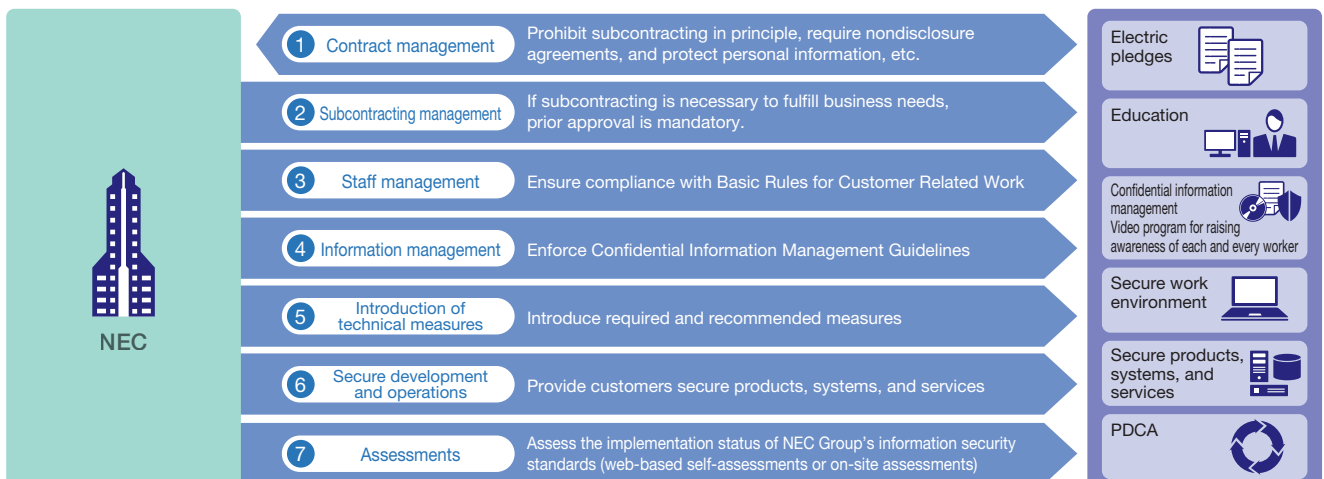 NEC
1 Contract management
Prohibit subcontracting in principle, require nondisclosure
agreements, and protect personal information, etc.
2 Subcontracting management
If subcontracting is necessary to fulfill business needs,
prior approval is mandatory.
3 Staff management
Ensure compliance with Basic Rules for Customer Related Work
4 Information management
Enforce Confidential Information Management Guidelines
5 Introduction of
technical measures
Introduce required and recommended measures
6 Secure development
and operations
Provide customers secure products, systems, and services
7 Assessments
Assess the implementation status of NEC Group's information security
standards (web-based self-assessments or on-site assessments)
Electric
pledges
Education
Confidential information
management
Video program for raising
awareness of each and every worker
Secure work
environment
Secure products,
systems, and
services
PDCA